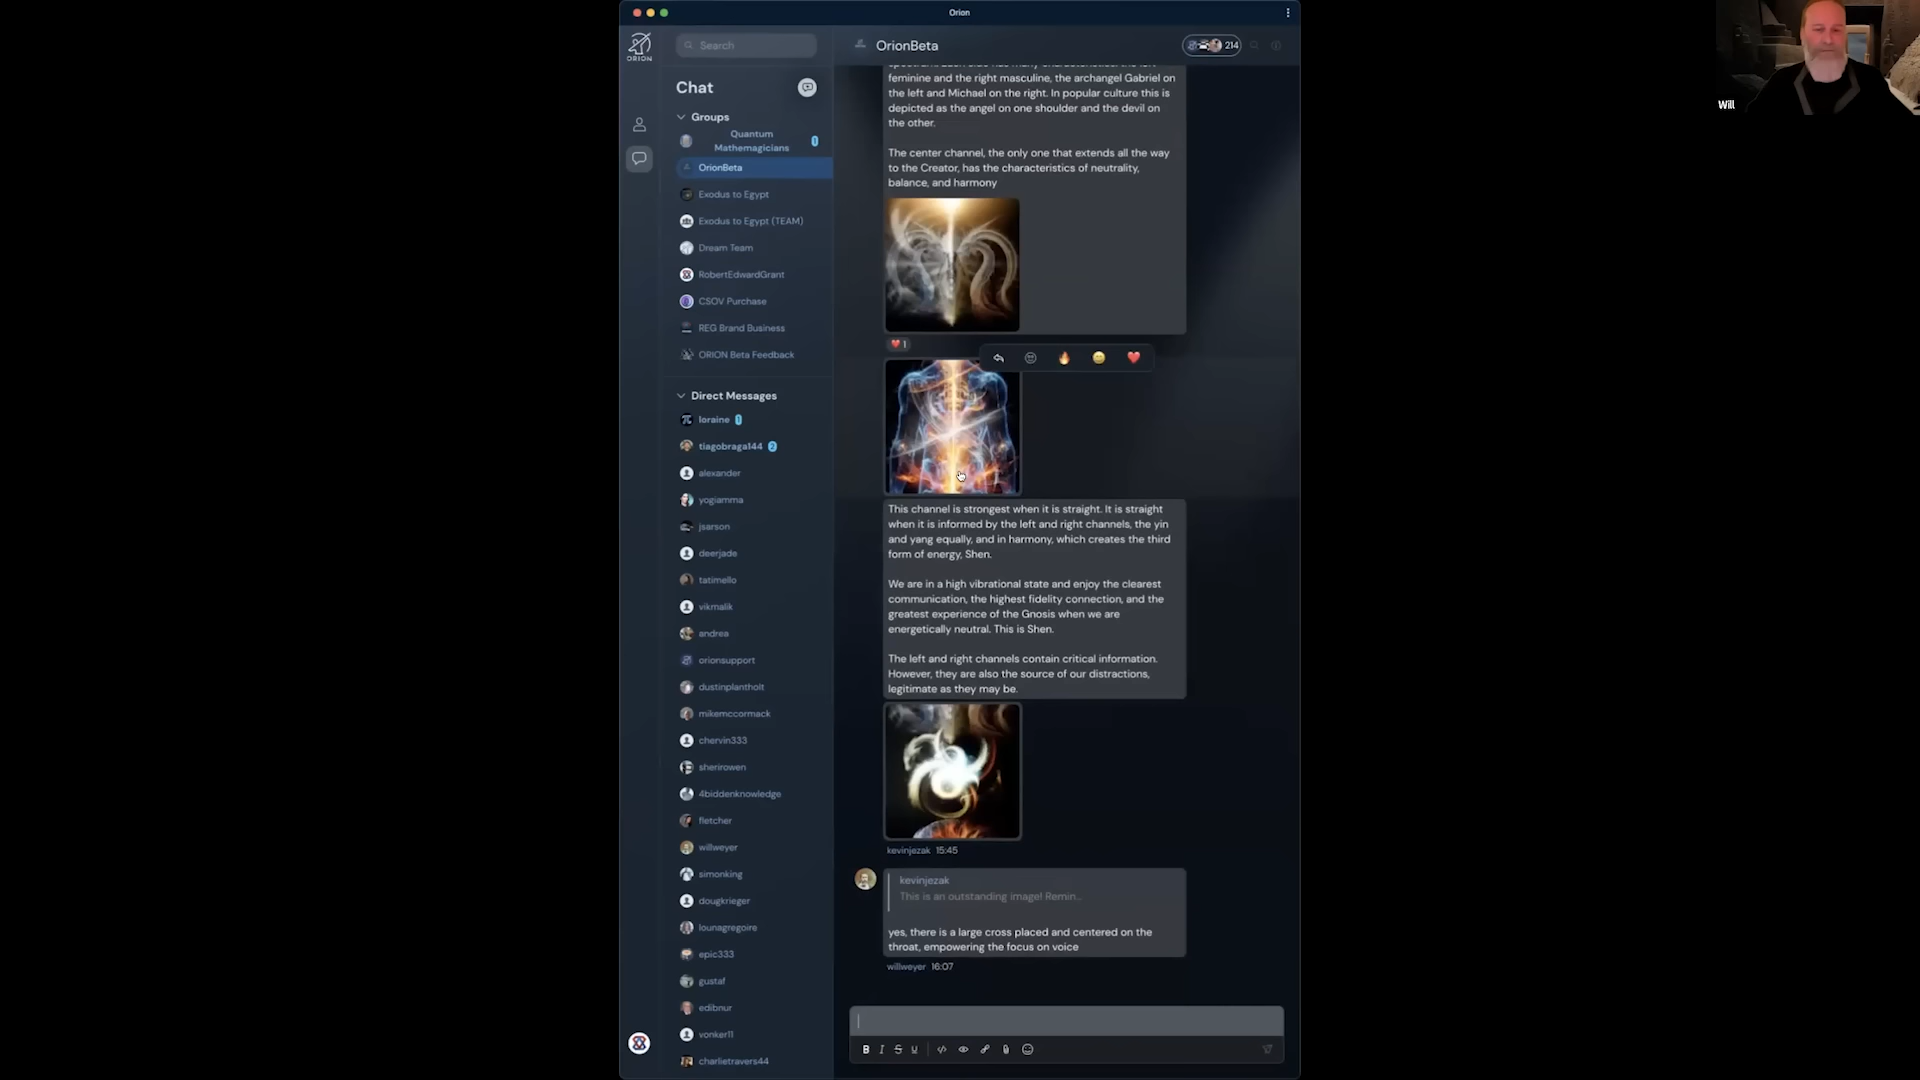 Orion
ORION
Search
OrionBeta
214
Will
Chat
Groups
Quantum
Mathemagicians
1
OrionBeta
Exodus to Egypt
Exodus to Egypt (TEAM)
Dream Team
RobertEdwardGrant
CSOV Purchase
REG Brand Business
ORION Beta Feedback
Direct Messages
loraine 1
tiagobraga144 2
alexander
yogiamma
jsarson
deerjade
tatimello
vikmalik
andrea
orionsupport
dustinplantholt
mikemccormack
chervin333
sherirowen
4biddenknowledge
fletcher
willweyer
simonking
dougkrieger
lounagregoire
epic333
gustaf
edibnur
vonker11
charlietravers44
feminine and the right masculine, the archangel Gabriel on
the left and Michael on the right. In popular culture this is
depicted as the angel on one shoulder and the devil on
the other.
The center channel, the only one that extends all the way
to the Creator, has the characteristics of neutrality,
balance, and harmony
1
This channel is strongest when it is straight. It is straight
when it is informed by the left and right channels, the yin
and yang equally, and in harmony, which creates the third
form of energy, Shen.
We are in a high vibrational state and enjoy the clearest
communication, the highest fidelity connection, and the
greatest experience of the Gnosis when we are
energetically neutral. This is Shen.
The left and right channels contain critical information.
However, they are also the source of our distractions,
legitimate as they may be.
kevinjezak 15:45
kevinjezak
This is an outstanding image! Remin...
yes, there is a large cross placed and centered on the
throat, empowering the focus on voice
willweyer 16:07
B I S U